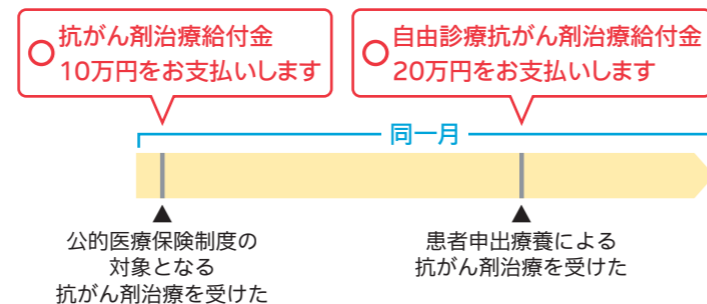 抗がん剤治療給付金
10万円をお支払いします
自由診療抗がん剤治療給付金
20万円をお支払いします
同一月
公的医療保険制度の
対象となる
抗がん剤治療を受けた
患者申出療養による
抗がん剤治療を受けた